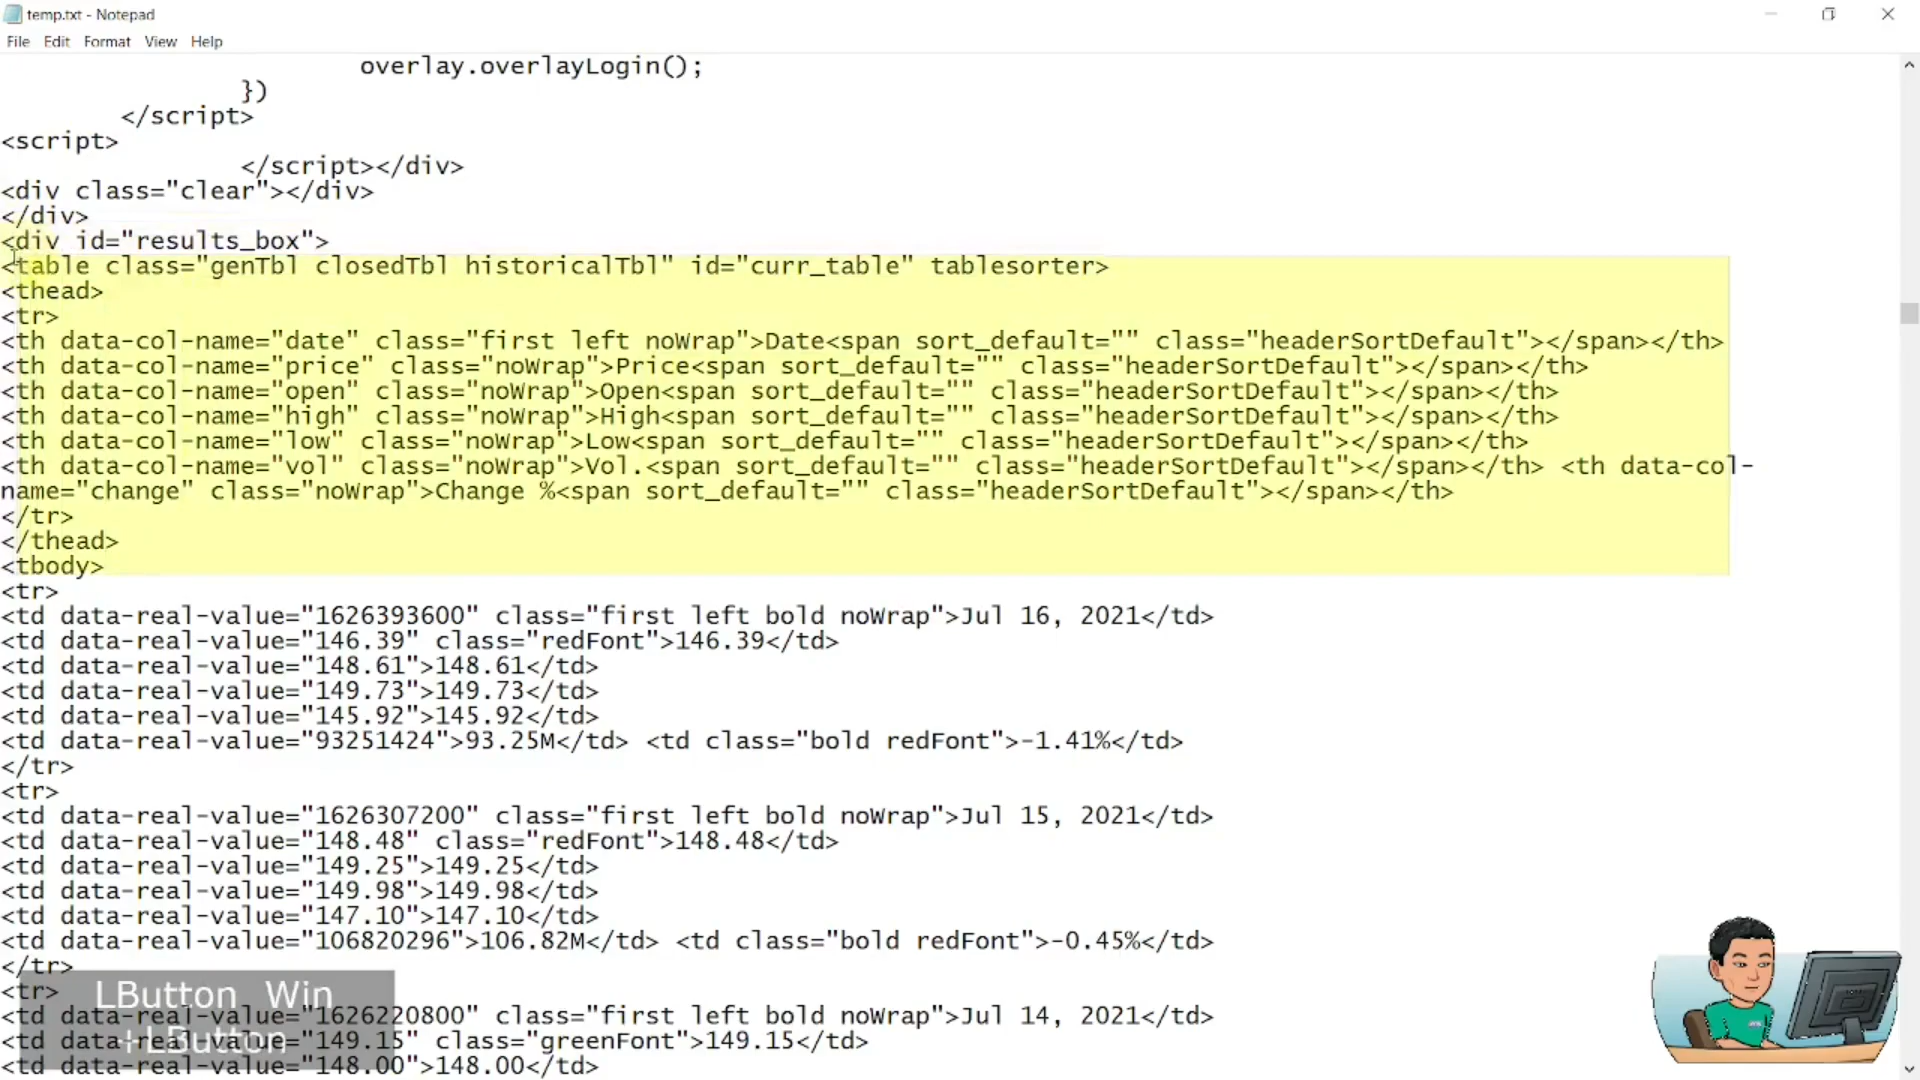 temp.txt - Notepad
File Edit Format View Help
overlay.overlayLogin();
})
</script>
<script>
</script></div>
<div class="clear"></div>
</div>
<div id="results_box">
<table class="genTbl closedTbl historicalTbl" id="curr_table" tablesorter>
<thead>
<tr>
<th data-col-name="date" class="first left noWrap">Date<span sort_default="" class="headerSortDefault"></span></th>
<th data-col-name="price" class="noWrap">Price<span sort_default="" class="headerSortDefault"></span></th>
<th data-col-name="open" class="noWrap">Open<span sort_default="" class="headerSortDefault"></span></th>
<th data-col-name="high" class="noWrap">High<span sort_default="" class="headerSortDefault"></span></th>
<th data-col-name="low" class="noWrap">Low<span sort_default="" class="headerSortDefault"></span></th>
<th data-col-name="vol" class="noWrap">Vol.<span sort_default="" class="headerSortDefault"></span></th> <th data-col-
name="change" class="noWrap">Change %<span sort_default="" class="headerSortDefault"></span></th>
</tr>
</thead>
<tbody>
<tr>
<td data-real-value="1626393600" class="first left bold noWrap">Jul 16, 2021</td>
<td data-real-value="146.39" class="redFont">146.39</td>
<td data-real-value="148.61">148.61</td>
<td data-real-value="149.73">149.73</td>
<td data-real-value="145.92">145.92</td>
<td data-real-value="93251424">93.25M</td> <td class="bold redFont">-1.41%</td>
</tr>
<tr>
<td data-real-value="1626307200" class="first left bold noWrap">Jul 15, 2021</td>
<td data-real-value="148.48" class="redFont">148.48</td>
<td data-real-value="149.25">149.25</td>
<td data-real-value="149.98">149.98</td>
<td data-real-value="147.10">147.10</td>
<td data-real-value="106820296">106.82M</td> <td class="bold redFont">-0.45%</td>
</tr>
<tr>
<td data-real-value="1626220800" class="first left bold noWrap">Jul 14, 2021</td>
<td data-real-value="149.15" class="greenFont">149.15</td>
<td data-real-value="148.00">148.00</td>
LButton Win
+LButton